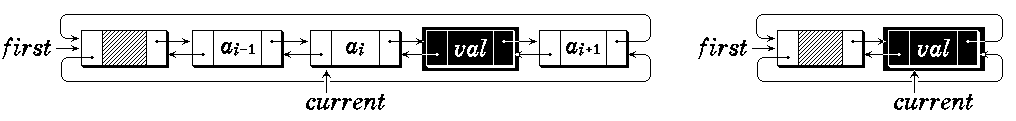 first a_{i-1} a_i val a_{i+1} first val
current current